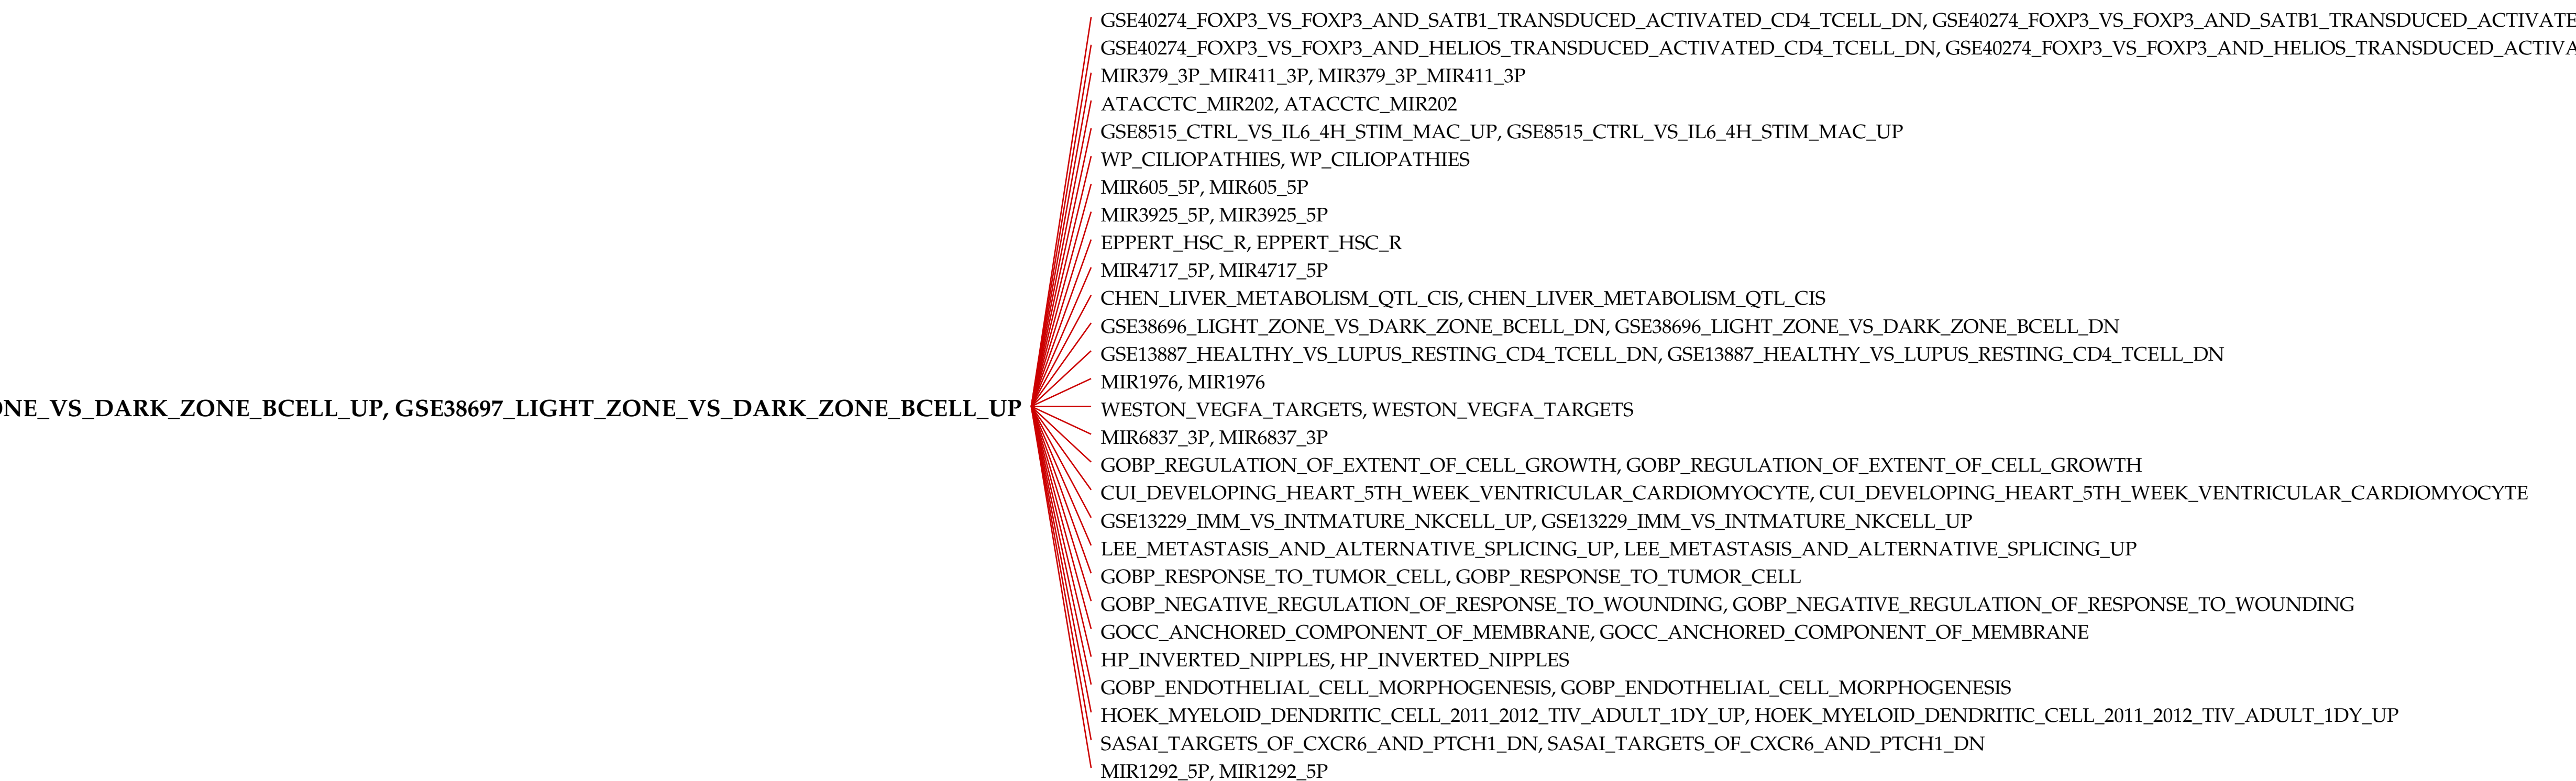 GSE40274_FOXP3_VS_FOXP3_AND_SATB1_TRANSDUCED_ACTIVATED_CD4_TCELL_DN, GSE40274_FOXP3_VS_FOXP3_AND_SATB1_TRANSDUCED_ACTIVATE
GSE40274_FOXP3_VS_FOXP3_AND_HELIOS_TRANSDUCED_ACTIVATED_CD4_TCELL_DN, GSE40274_FOXP3_VS_FOXP3_AND_HELIOS_TRANSDUCED_ACTIVA
MIR379_3P_MIR411_3P, MIR379_3P_MIR411_3P
ATACCTC_MIR202, ATACCTC_MIR202
GSE8515_CTRL_VS_IL6_4H_STIM_MAC_UP, GSE8515_CTRL_VS_IL6_4H_STIM_MAC_UP
WP_CILIOPATHIES, WP_CILIOPATHIES
MIR605_5P, MIR605_5P
MIR3925_5P, MIR3925_5P
EPPERT_HSC_R, EPPERT_HSC_R
MIR4717_5P, MIR4717_5P
CHEN_LIVER_METABOLISM_QTL_CIS, CHEN_LIVER_METABOLISM_QTL_CIS
GSE38696_LIGHT_ZONE_VS_DARK_ZONE_BCELL_DN, GSE38696_LIGHT_ZONE_VS_DARK_ZONE_BCELL_DN
GSE13887_HEALTHY_VS_LUPUS_RESTING_CD4_TCELL_DN, GSE13887_HEALTHY_VS_LUPUS_RESTING_CD4_TCELL_DN
MIR1976, MIR1976
NE_VS_DARK_ZONE_BCELL_UP, GSE38697_LIGHT_ZONE_VS_DARK_ZONE_BCELL_UP
WESTON_VEGFA_TARGETS, WESTON_VEGFA_TARGETS
MIR6837_3P, MIR6837_3P
GOBP_REGULATION_OF_EXTENT_OF_CELL_GROWTH, GOBP_REGULATION_OF_EXTENT_OF_CELL_GROWTH
CUI_DEVELOPING_HEART_5TH_WEEK_VENTRICULAR_CARDIOMYOCYTE, CUI_DEVELOPING_HEART_5TH_WEEK_VENTRICULAR_CARDIOMYOCYTE
GSE13229_IMM_VS_INTMATURE_NKCELL_UP, GSE13229_IMM_VS_INTMATURE_NKCELL_UP
LEE_METASTASIS_AND_ALTERNATIVE_SPLICING_UP, LEE_METASTASIS_AND_ALTERNATIVE_SPLICING_UP
GOBP_RESPONSE_TO_TUMOR_CELL, GOBP_RESPONSE_TO_TUMOR_CELL
GOBP_NEGATIVE_REGULATION_OF_RESPONSE_TO_WOUNDING, GOBP_NEGATIVE_REGULATION_OF_RESPONSE_TO_WOUNDING
GOCC_ANCHORED_COMPONENT_OF_MEMBRANE, GOCC_ANCHORED_COMPONENT_OF_MEMBRANE
HP_INVERTED_NIPPLES, HP_INVERTED_NIPPLES
GOBP_ENDOTHELIAL_CELL_MORPHOGENESIS, GOBP_ENDOTHELIAL_CELL_MORPHOGENESIS
HOEK_MYELOID_DENDRITIC_CELL_2011_2012_TIV_ADULT_1DY_UP, HOEK_MYELOID_DENDRITIC_CELL_2011_2012_TIV_ADULT_1DY_UP
SASAI_TARGETS_OF_CXCR6_AND_PTCH1_DN, SASAI_TARGETS_OF_CXCR6_AND_PTCH1_DN
MIR1292_5P, MIR1292_5P